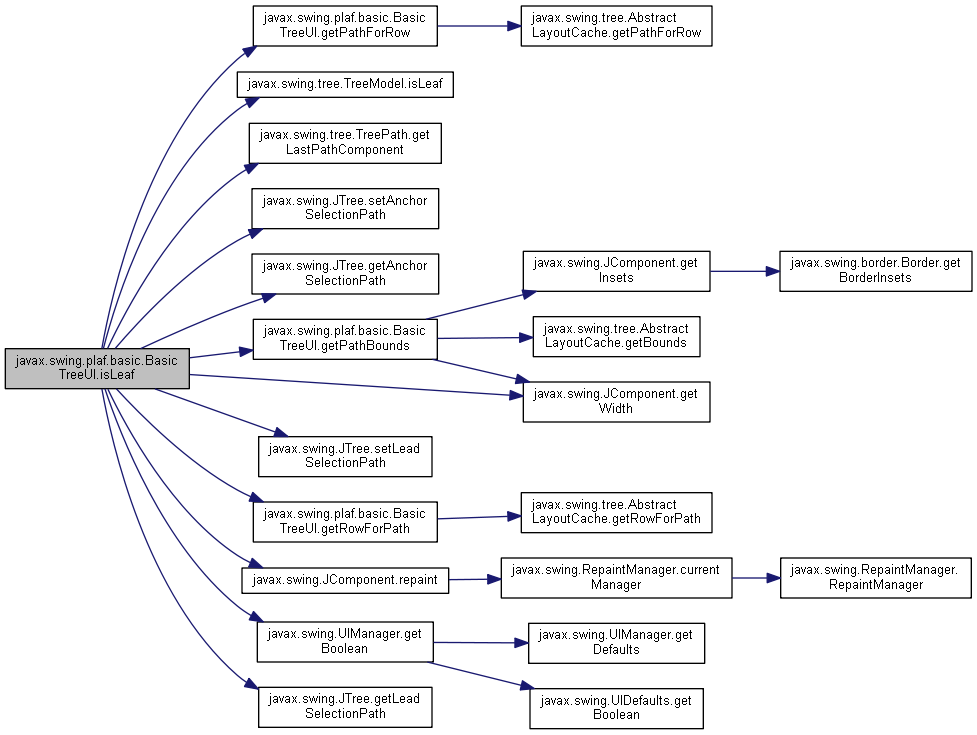 javax.swing.plaf.basic.Basic
TreeUI.isLeaf
javax.swing.plaf.basic.Basic
TreeUI.getPathForRow
javax.swing.tree.Abstract
LayoutCache.getPathForRow
javax.swing.tree.TreeModel.isLeaf
javax.swing.tree.TreePath.get
LastPathComponent
javax.swing.JTree.setAnchor
SelectionPath
javax.swing.JTree.getAnchor
SelectionPath
javax.swing.plaf.basic.Basic
TreeUI.getPathBounds
javax.swing.JComponent.get
Insets
javax.swing.border.Border.get
BorderInsets
javax.swing.tree.Abstract
LayoutCache.getBounds
javax.swing.JComponent.get
Width
javax.swing.JTree.setLead
SelectionPath
javax.swing.plaf.basic.Basic
TreeUI.getRowForPath
javax.swing.tree.Abstract
LayoutCache.getRowForPath
javax.swing.JComponent.repaint
javax.swing.RepaintManager.current
Manager
javax.swing.RepaintManager.
RepaintManager
javax.swing.UIManager.get
Boolean
javax.swing.UIManager.get
Defaults
javax.swing.UIDefaults.get
Boolean
javax.swing.JTree.getLead
SelectionPath